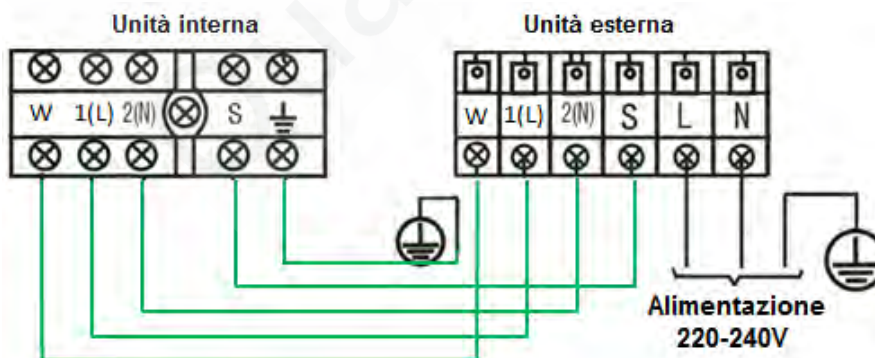 Unità interna
Unità esterna
W 1(L) 2(N) S
W 1(L) 2(N) S L N
Alimentazione
220-240V